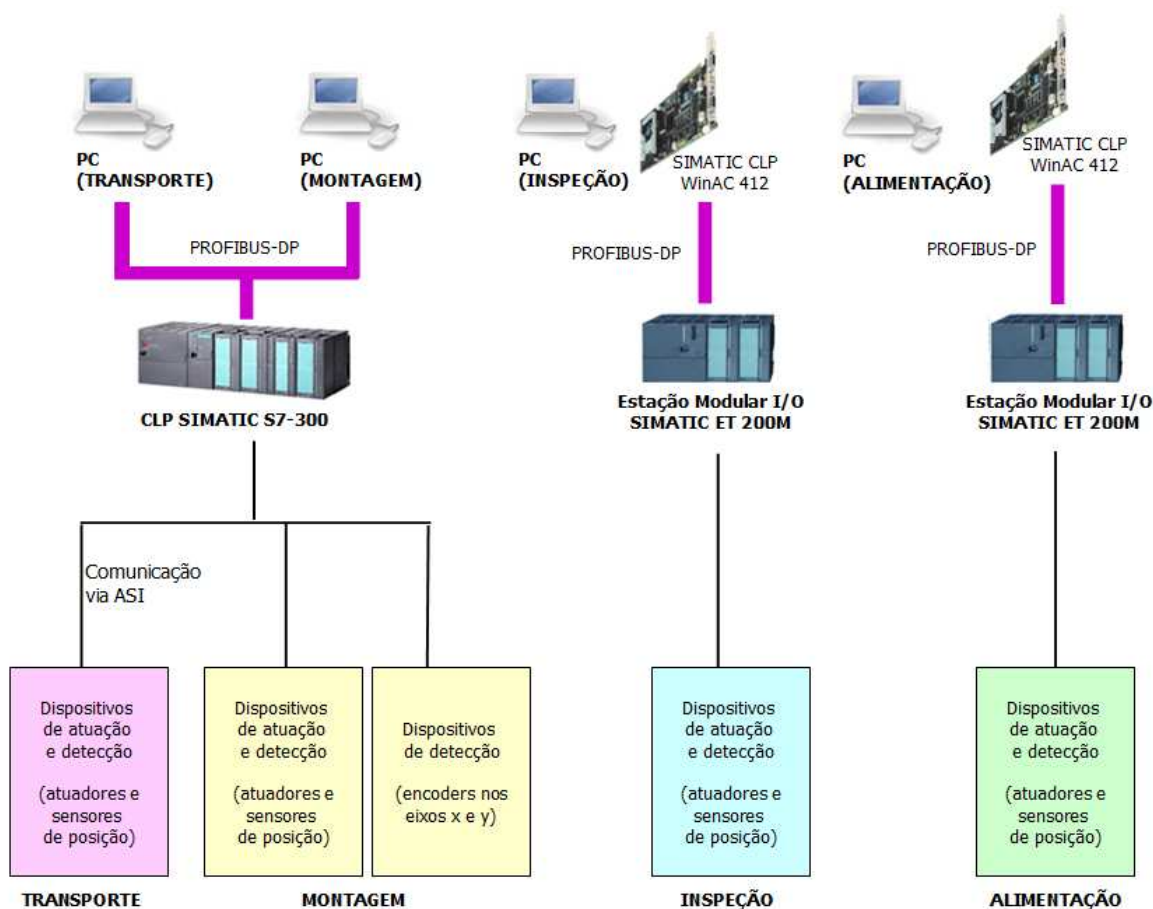 PC
(TRANSPORTE)
PC
(MONTAGEM)
PC
(INSPEÇÃO)
SIMATIC CLP
WinAC 412
PC
(ALIMENTAÇÃO)
SIMATIC CLP
WinAC 412
PROFIBUS-DP
PROFIBUS-DP
PROFIBUS-DP
CLP SIMATIC S7-300
Estação Modular I/O
SIMATIC ET 200M
Estação Modular I/O
SIMATIC ET 200M
Comunicação
via ASI
Dispositivos
de atuação
e detecção
(atuadores e
sensores
de posição)
Dispositivos
de atuação
e detecção
(atuadores e
sensores
de posição)
Dispositivos
de detecção
(encoders nos
eixos x e y)
Dispositivos
de atuação
e detecção
(atuadores e
sensores
de posição)
Dispositivos
de atuação
e detecção
(atuadores e
sensores
de posição)
TRANSPORTE
MONTAGEM
INSPEÇÃO
ALIMENTAÇÃO